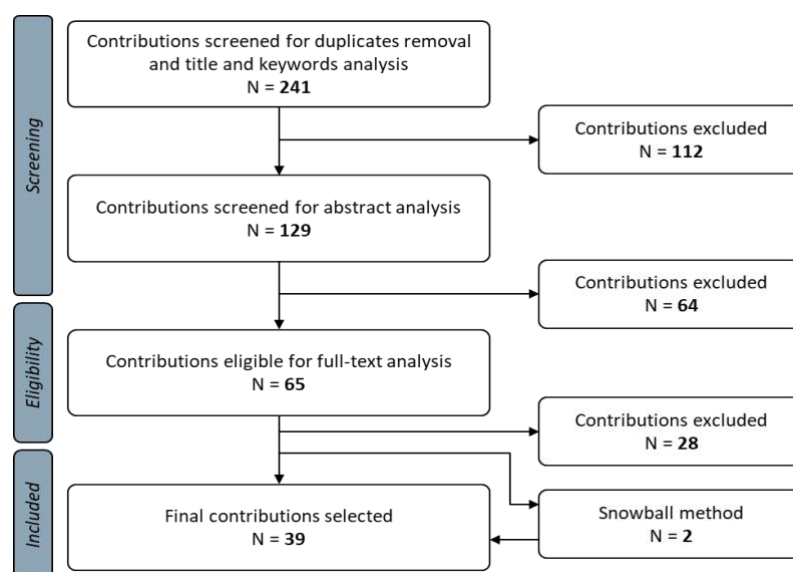 Screening
Contributions screened for duplicates removal
and title and keywords analysis
N = 241
Contributions excluded
N = 112
Contributions screened for abstract analysis
N = 129
Contributions excluded
N = 64
Eligibility
Contributions eligible for full-text analysis
N = 65
Contributions excluded
N = 28
Included
Final contributions selected
N = 39
Snowball method
N = 2